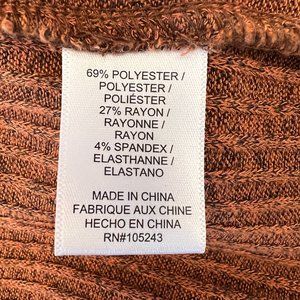 69% POLYESTER /
POLYESTER /
POLIÉSTER
27% RAYON /
RAYONNE /
RAYON
4% SPANDEX /
ELASTHANNE /
ELASTANO
MADE IN CHINA
FABRIQUE AUX CHINE
HECHO EN CHINA
RN#105243